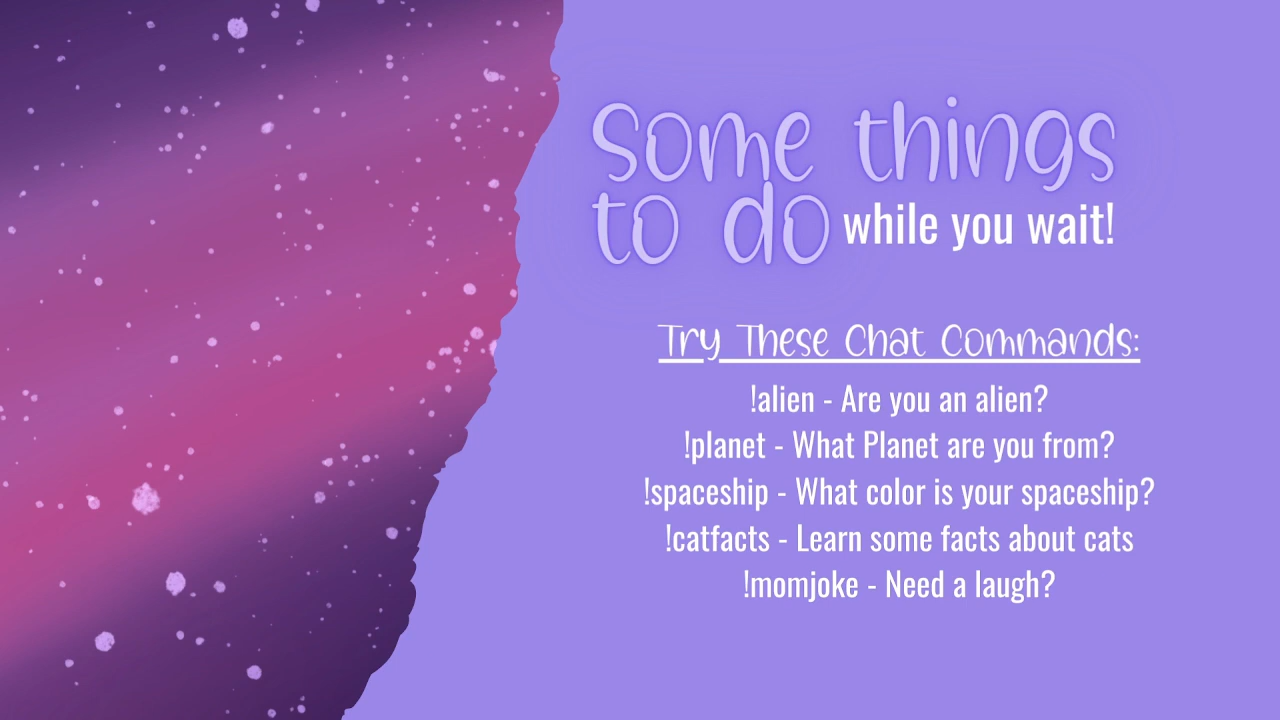 Some things
to do while you wait!
Try These Chat Commands:
!alien - Are you an alien?
!planet - What Planet are you from?
!spaceship - What color is your spaceship?
!catfacts - Learn some facts about cats
!momjoke - Need a laugh?